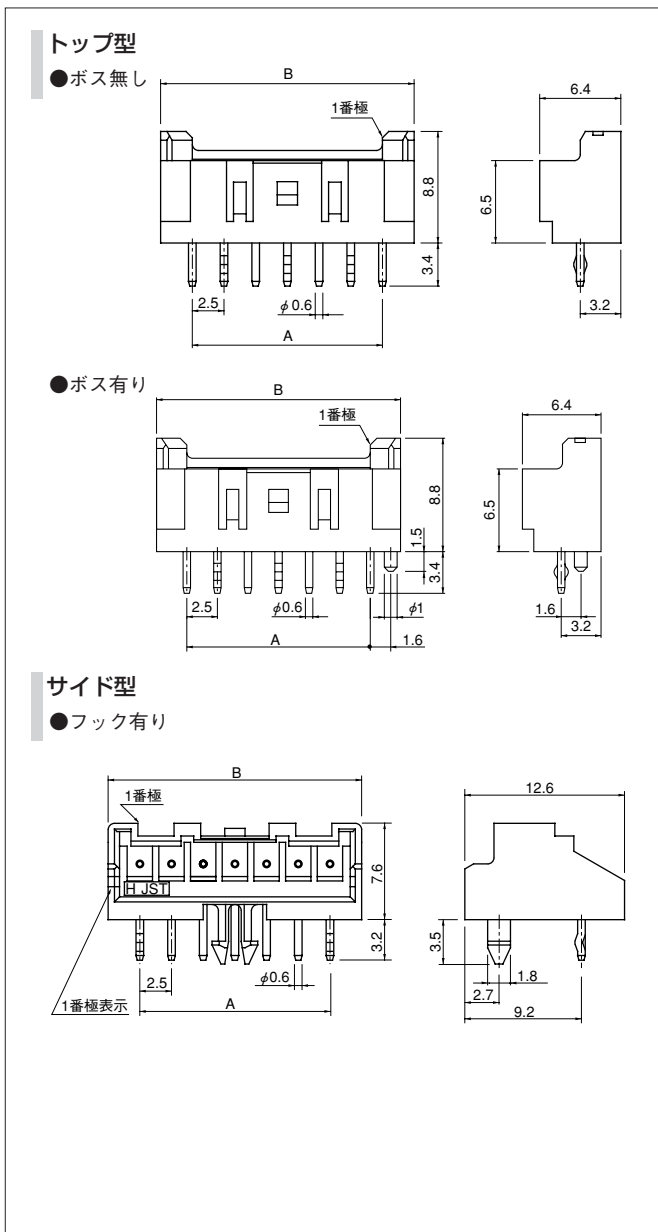 トップ型
●ボス無し
B
1番極
8.8
3.4
2.5
φ0.6
A
6.4
6.5
3.2
●ボス有り
B
1番極
8.8
1.5
3.4
2.5
φ0.6
φ1
A
1.6
6.4
6.5
1.6
3.2
サイド型
●フック有り
B
1番極
H JST
7.6
3.2
2.5
φ0.6
1番極表示
A
12.6
3.5
1.8
2.7
9.2